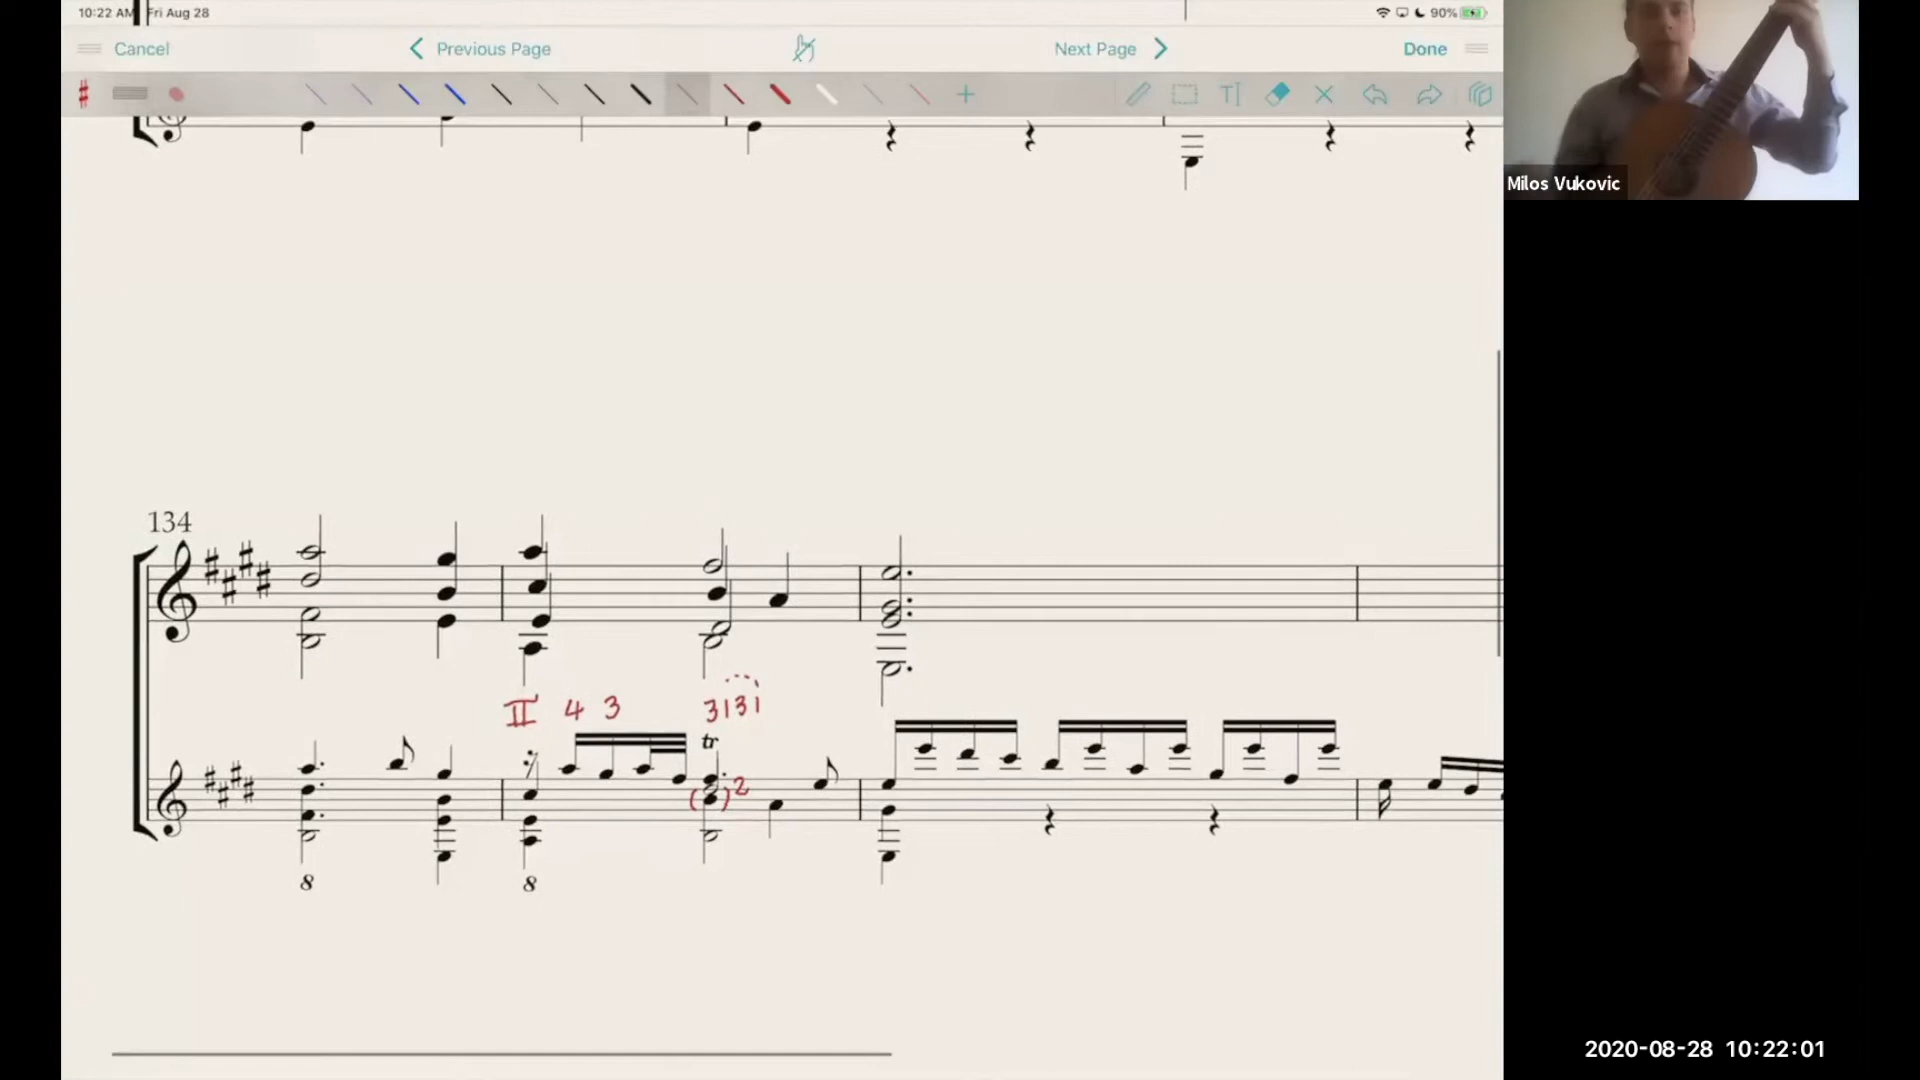 10:22 AM Fri Aug 28 90%
Cancel Previous Page Next Page Done
T
Milos Vukovic
134
II 4 3 3131
tr
( ) 2
8 8
2020-08-28 10:22:01